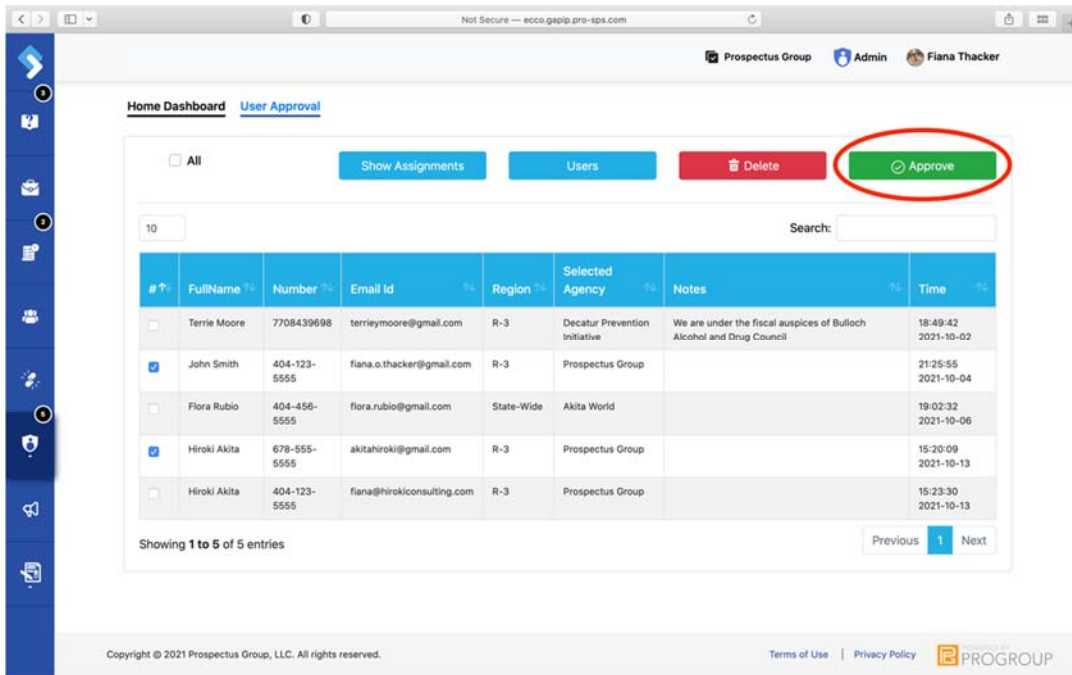 Not Secure — ecco.gapip.pro-sps.com
Prospectus Group Admin Fiana Thacker
3
Home Dashboard User Approval
All Show Assignments Users Delete Approve
2
10 Search:
# FullName Number Email Id Region Selected Agency Notes Time
Terrie Moore 7708439698 terrieymoore@gmail.com R-3 Decatur Prevention Initiative We are under the fiscal auspices of Bulloch Alcohol and Drug Council 18:49:42 2021-10-02
John Smith 404-123-5555 fiana.o.thacker@gmail.com R-3 Prospectus Group 21:25:55 2021-10-04
Flora Rubio 404-456-5555 flora.rubio@gmail.com State-Wide Akita World 19:02:32 2021-10-06
5
Hiroki Akita 678-555-5555 akitahiroki@gmail.com R-3 Prospectus Group 15:20:09 2021-10-13
Hiroki Akita 404-123-5555 fiana@hirokiconsulting.com R-3 Prospectus Group 15:23:30 2021-10-13
Showing 1 to 5 of 5 entries Previous 1 Next
Copyright © 2021 Prospectus Group, LLC. All rights reserved. Terms of Use | Privacy Policy POWERED BY PROGROUP